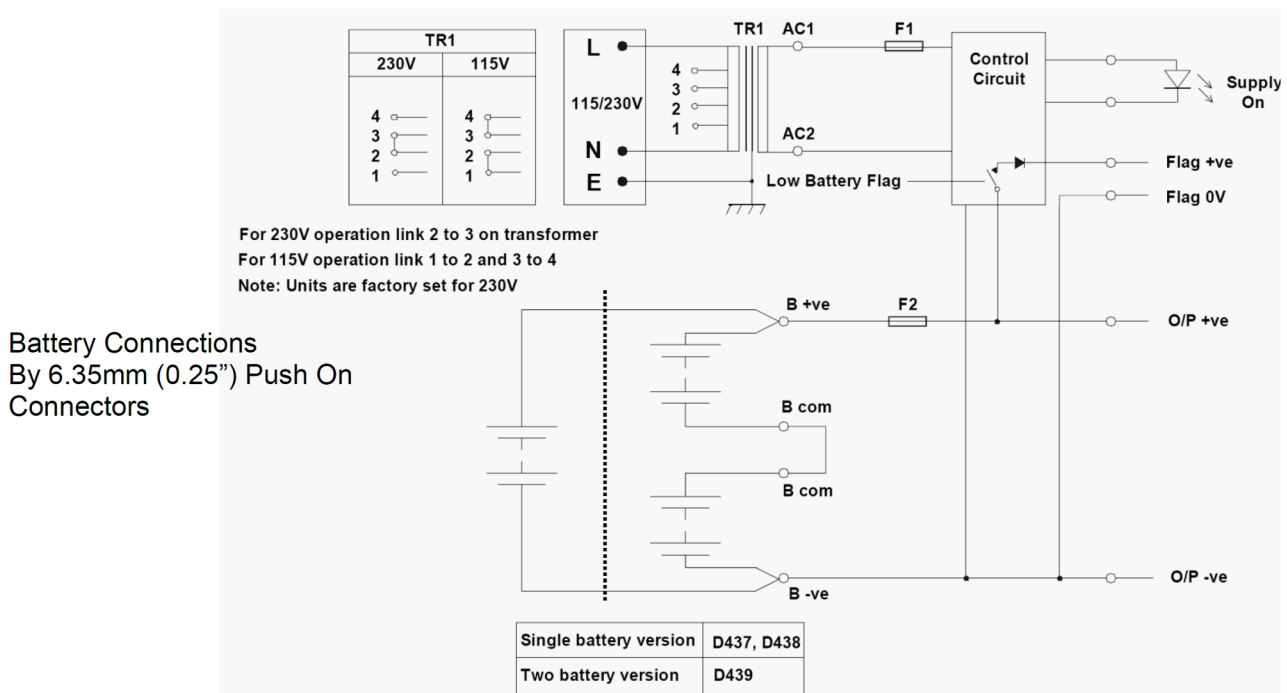 TR1
230V 115V
4 4
3 3
2 2
1 1
L
115/230V
N
E
4
3
2
1
TR1 AC1
AC2
F1
Control
Circuit
Supply
On
Low Battery Flag
Flag +ve
Flag 0V
For 230V operation link 2 to 3 on transformer
For 115V operation link 1 to 2 and 3 to 4
Note: Units are factory set for 230V
Battery Connections
By 6.35mm (0.25”) Push On
Connectors
B +ve
F2
O/P +ve
B com
B com
B -ve
O/P -ve
Single battery version D437, D438
Two battery version D439